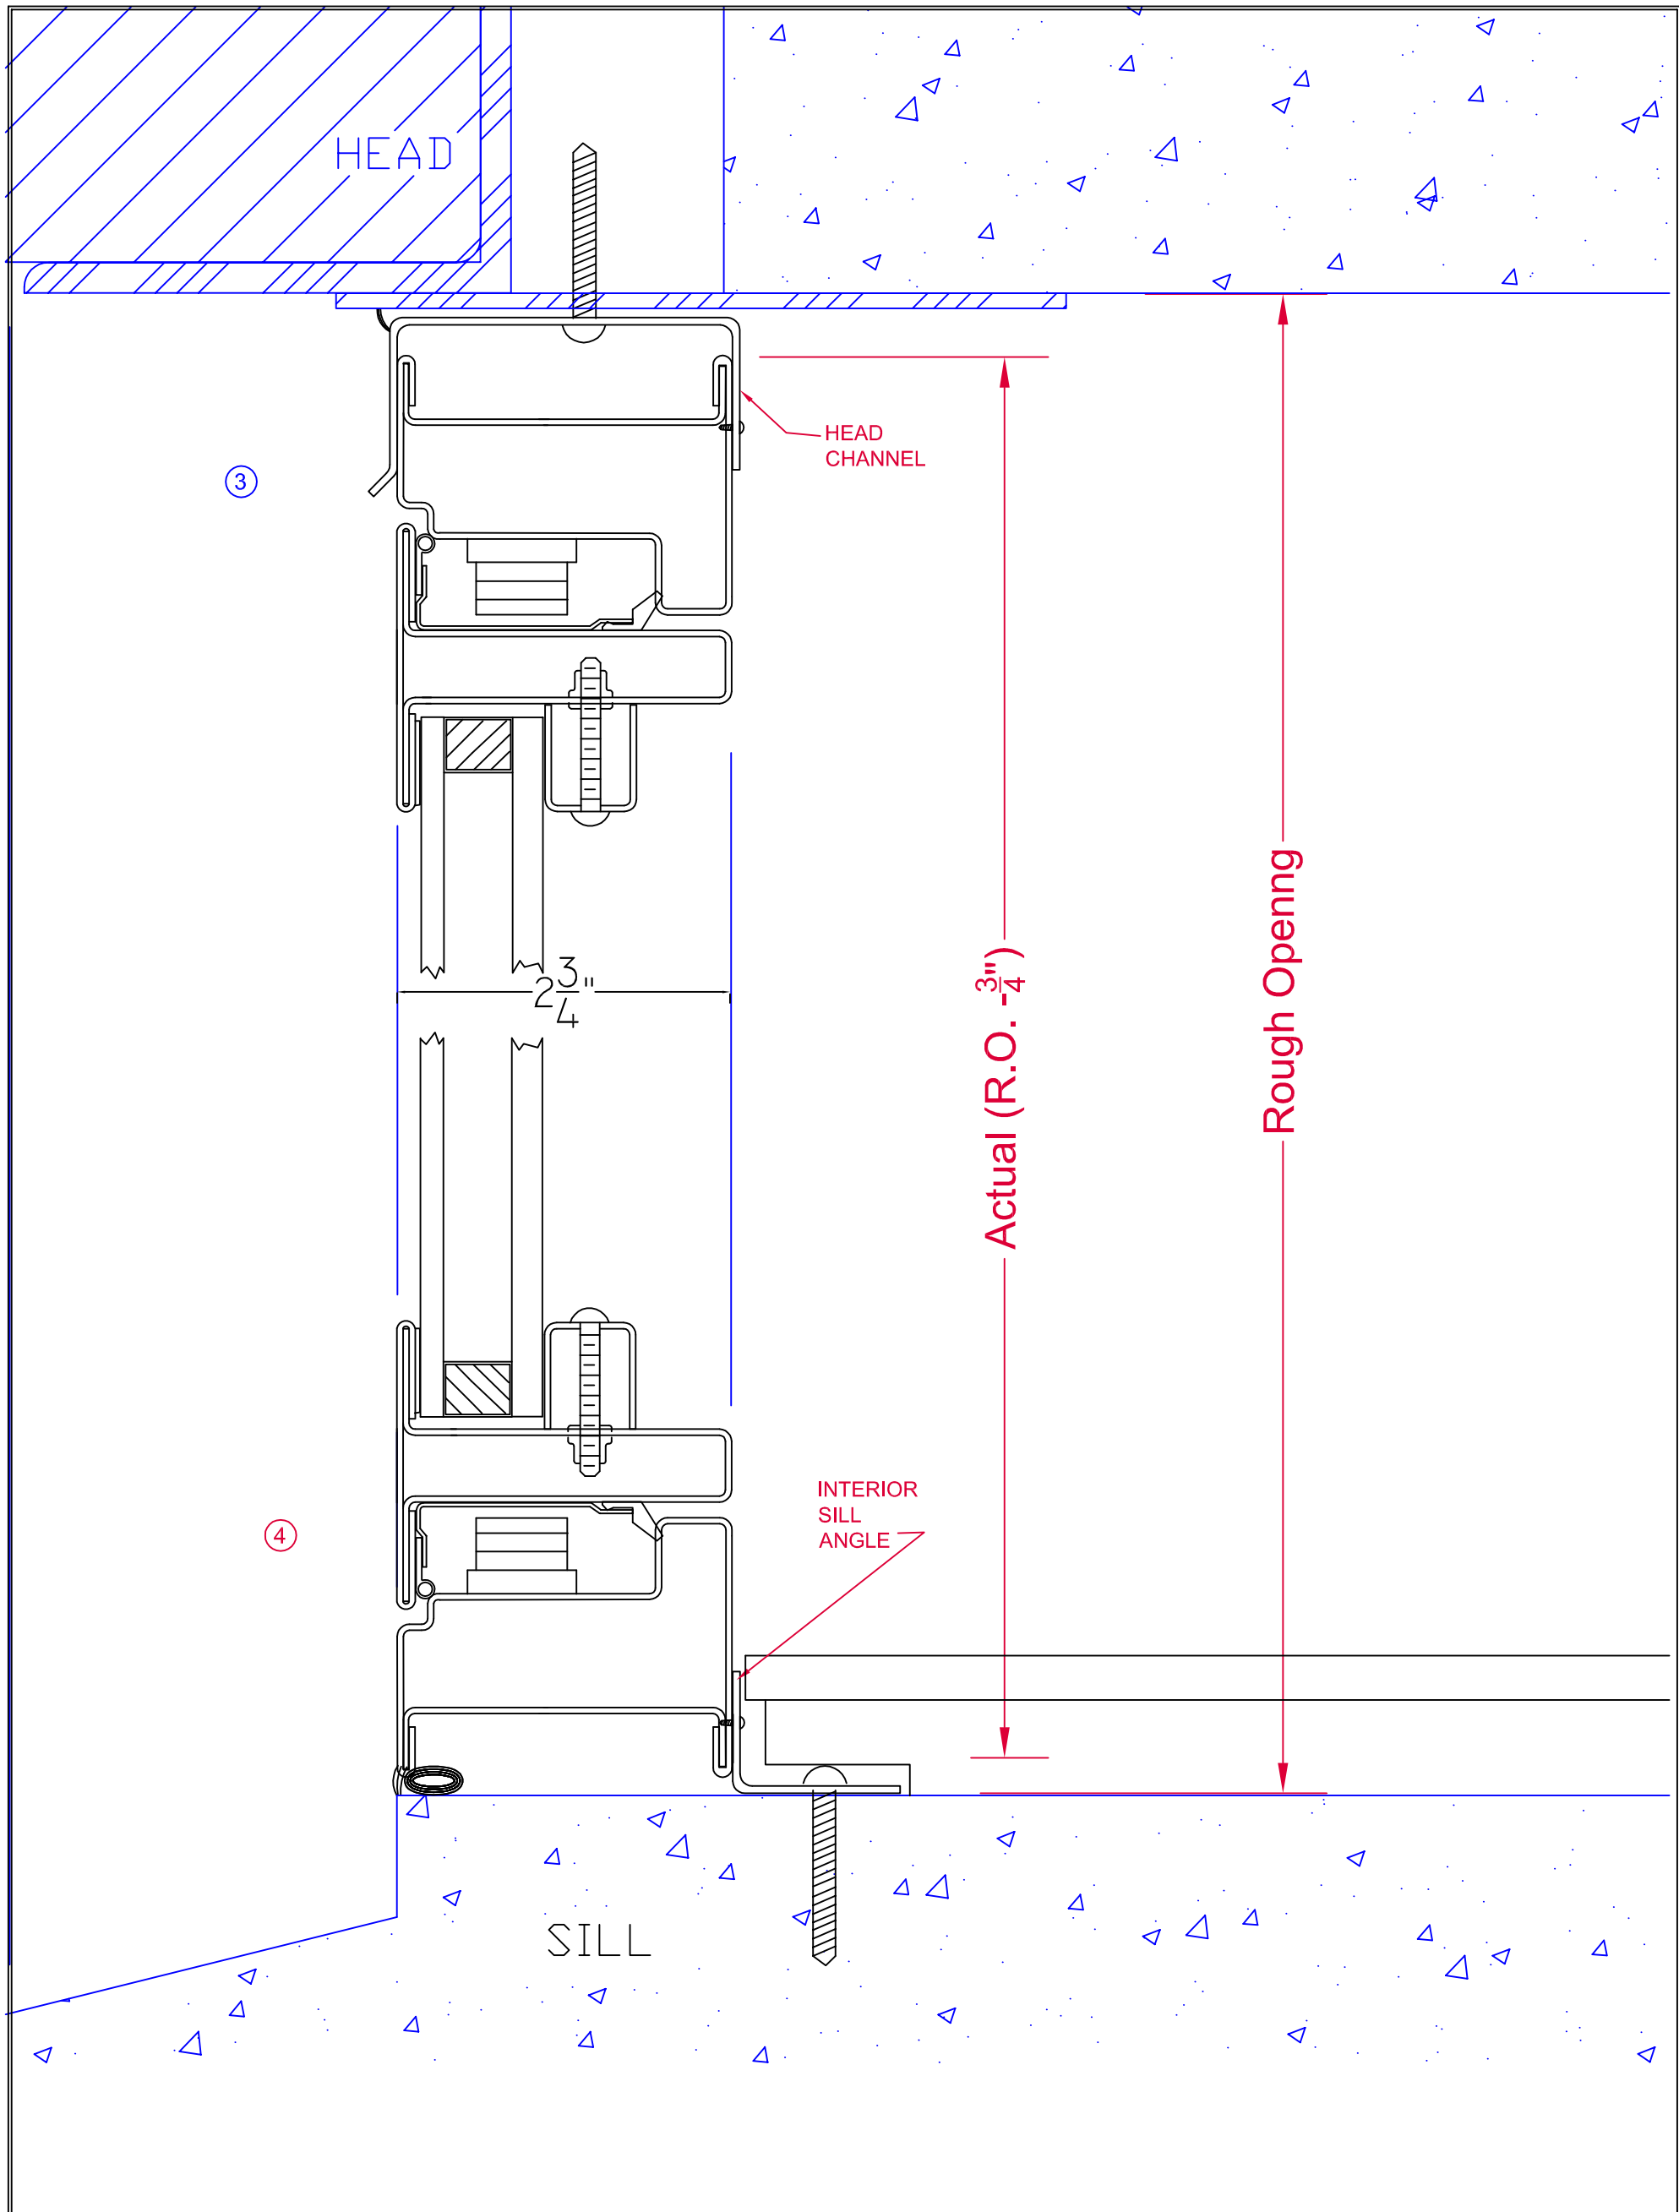 HEAD
3
HEAD
CHANNEL
2 3/4"
Actual (R.O. -3/4")
Rough Openng
INTERIOR
SILL
ANGLE
4
SILL